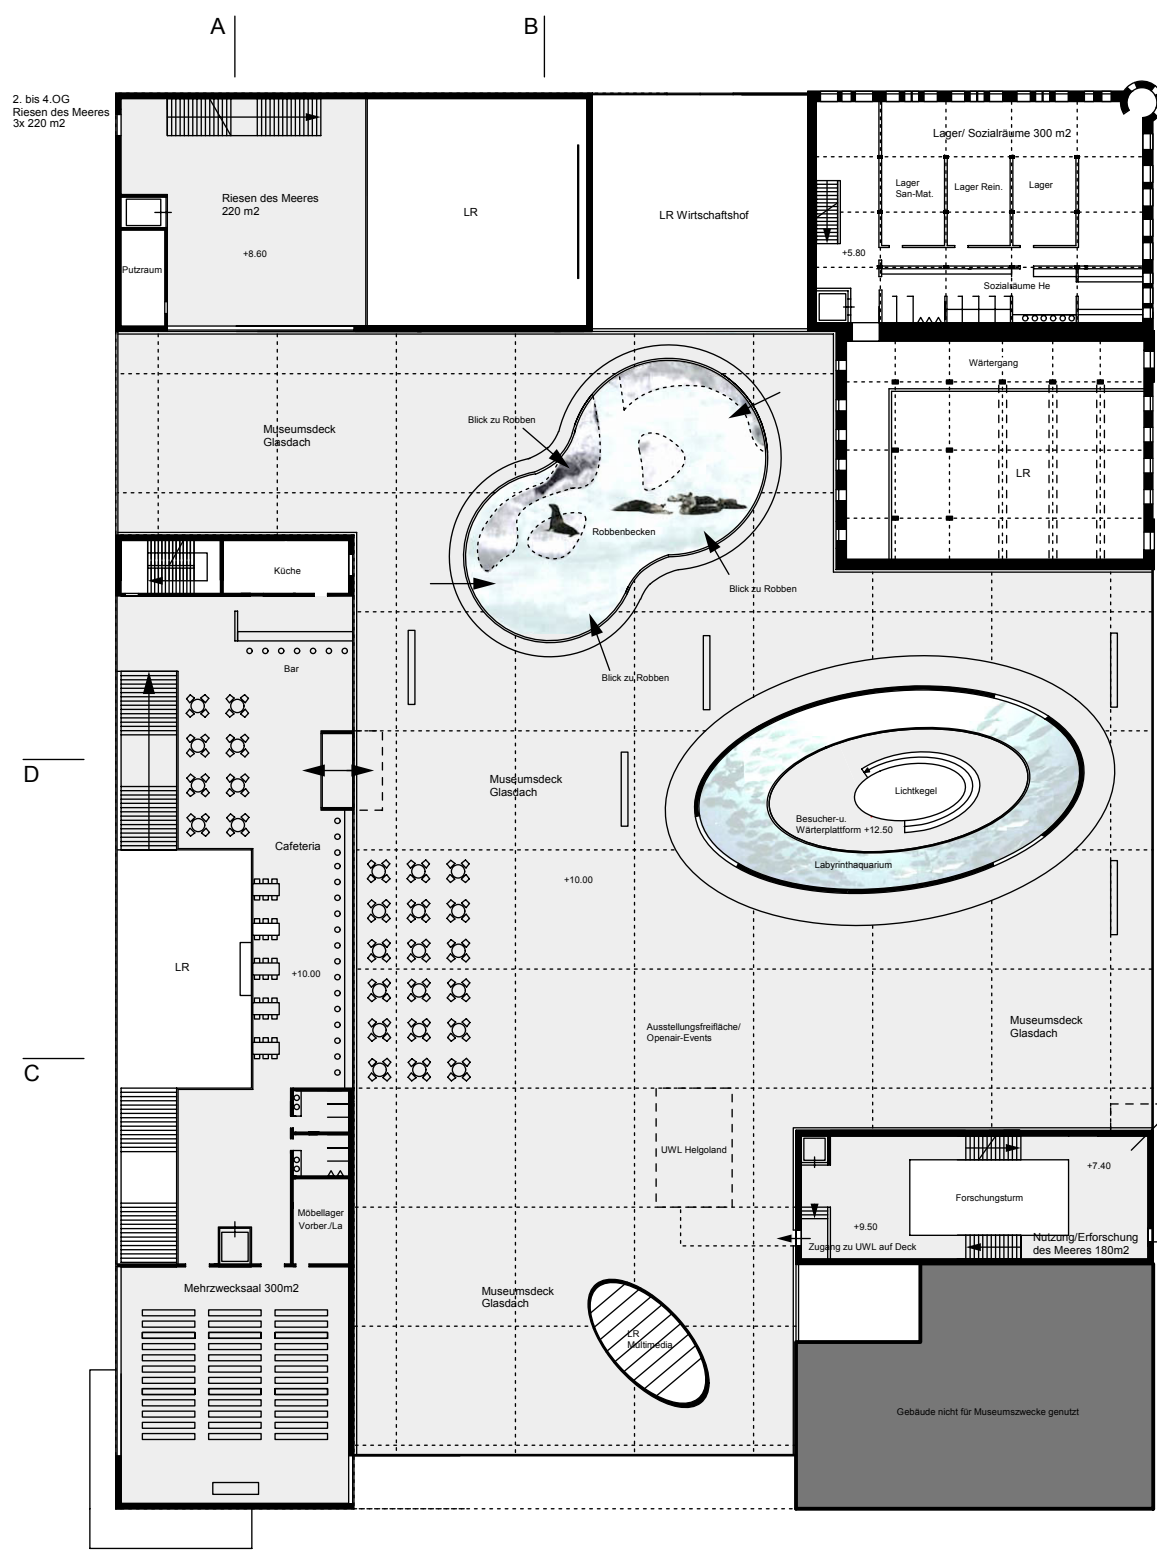 A
B
2. bis 4.OG
Riesen des Meeres
3x 220 m2
Lager/ Sozialräume 300 m2
Lager
San-Mat.
Lager Rein.
Lager
Riesen des Meeres
220 m2
LR
LR Wirtschaftshof
+8.60
+5.80
Putzraum
Sozialräume He
Wärtergang
Museumsdeck
Glasdach
Blick zu Robben
LR
Robbenbecken
Küche
Blick zu Robben
Bar
Blick zu Robben
D
Museumsdeck
Glasdach
Lichtkegel
Besucher-u.
Wärterplattform +12.50
Cafeteria
Labyrinthaquarium
+10.00
LR
+10.00
Ausstellungsfreifläche/
Openair-Events
Museumsdeck
Glasdach
C
UWL Helgoland
+7.40
Forschungsturm
Möbellager
Vorber./La
+9.50
Nutzung/Erforschung
des Meeres 180m2
Zugang zu UWL auf Deck
Mehrzwecksaal 300m2
Museumsdeck
Glasdach
LR
Multimedia
Gebäude nicht für Museumszwecke genutzt